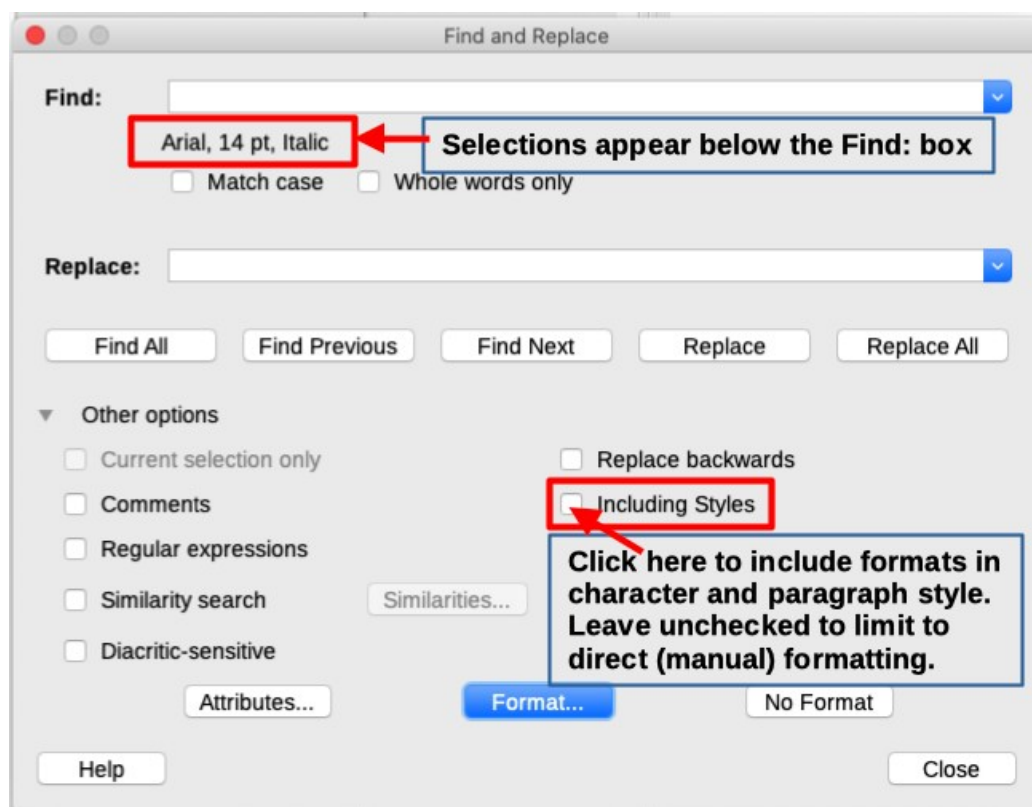 Find and Replace
Find:
Arial, 14 pt, Italic
Selections appear below the Find: box
Match case Whole words only
Replace:
Find All Find Previous Find Next Replace Replace All
Other options
Current selection only Replace backwards
Comments Including Styles
Regular expressions
Click here to include formats in
character and paragraph style.
Leave unchecked to limit to
direct (manual) formatting.
Similarity search Similarities...
Diacritic-sensitive
Attributes... Format... No Format
Help Close